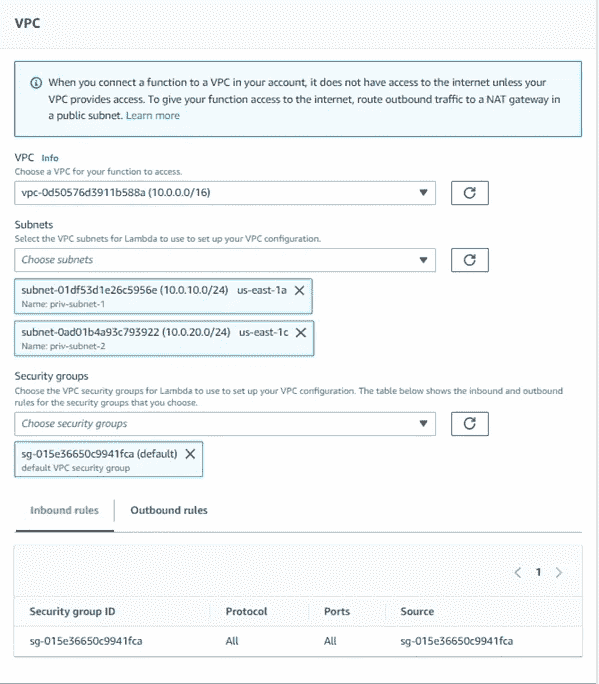 VPC
When you connect a function to a VPC in your account, it does not have access to the internet unless your
VPC provides access. To give your function access to the internet, route outbound traffic to a NAT gateway in
a public subnet. Learn more
VPC Info
Choose a VPC for your function to access.
vpc-0d50576d3911b588a (10.0.0.0/16)
Subnets
Select the VPC subnets for Lambda to use to set up your VPC configuration.
Choose subnets
subnet-01df53d1e26c5956e (10.0.10.0/24) us-east-1a
Name: priv-subnet-1
subnet-0ad01b4a93c793922 (10.0.20.0/24) us-east-1c
Name: priv-subnet-2
Security groups
Choose the VPC security groups for Lambda to use to set up your VPC configuration. The table below shows the inbound and outbound
rules for the security groups that you choose.
Choose security groups
sg-015e36650c9941fca (default)
default VPC security group
Inbound rules Outbound rules
1
Security group ID Protocol Ports Source
sg-015e36650c9941fca All All sg-015e36650c9941fca